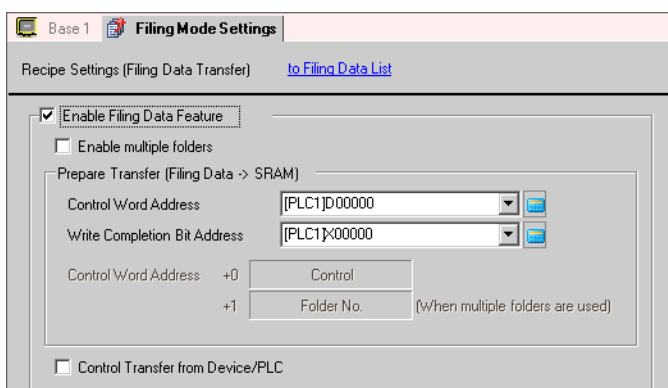 Base 1 Filing Mode Settings
Recipe Settings (Filing Data Transfer) to Filing Data List
Enable Filing Data Feature
Enable multiple folders
Prepare Transfer (Filing Data -> SRAM)
Control Word Address [PLC1]D00000
Write Completion Bit Address [PLC1]X00000
Control Word Address +0 Control
+1 Folder No. (When multiple folders are used)
Control Transfer from Device/PLC